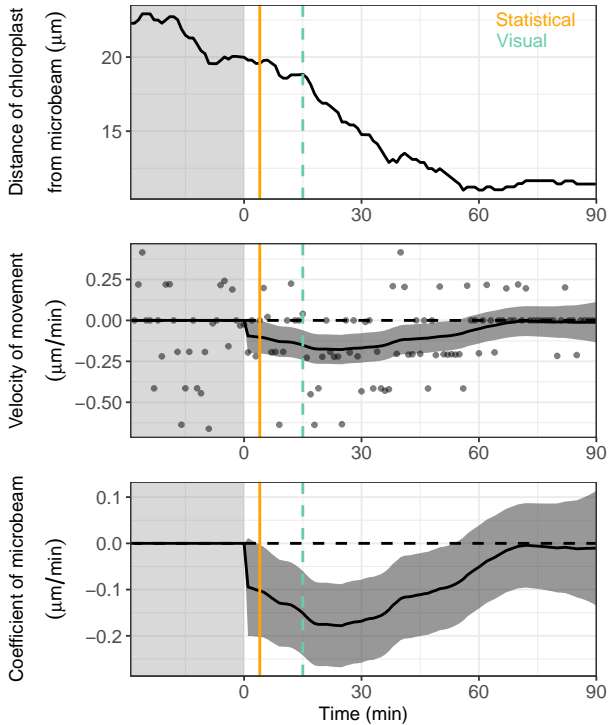 Distance of chloroplast
from microbeam (μm)
20
15
Statistical
Visual
0
30
60
90
Velocity of movement
(μm/min)
0.25
0.00
−0.25
−0.50
0
30
60
90
Coefficient of microbeam
(μm/min)
0.1
0.0
−0.1
−0.2
0
30
60
90
Time (min)